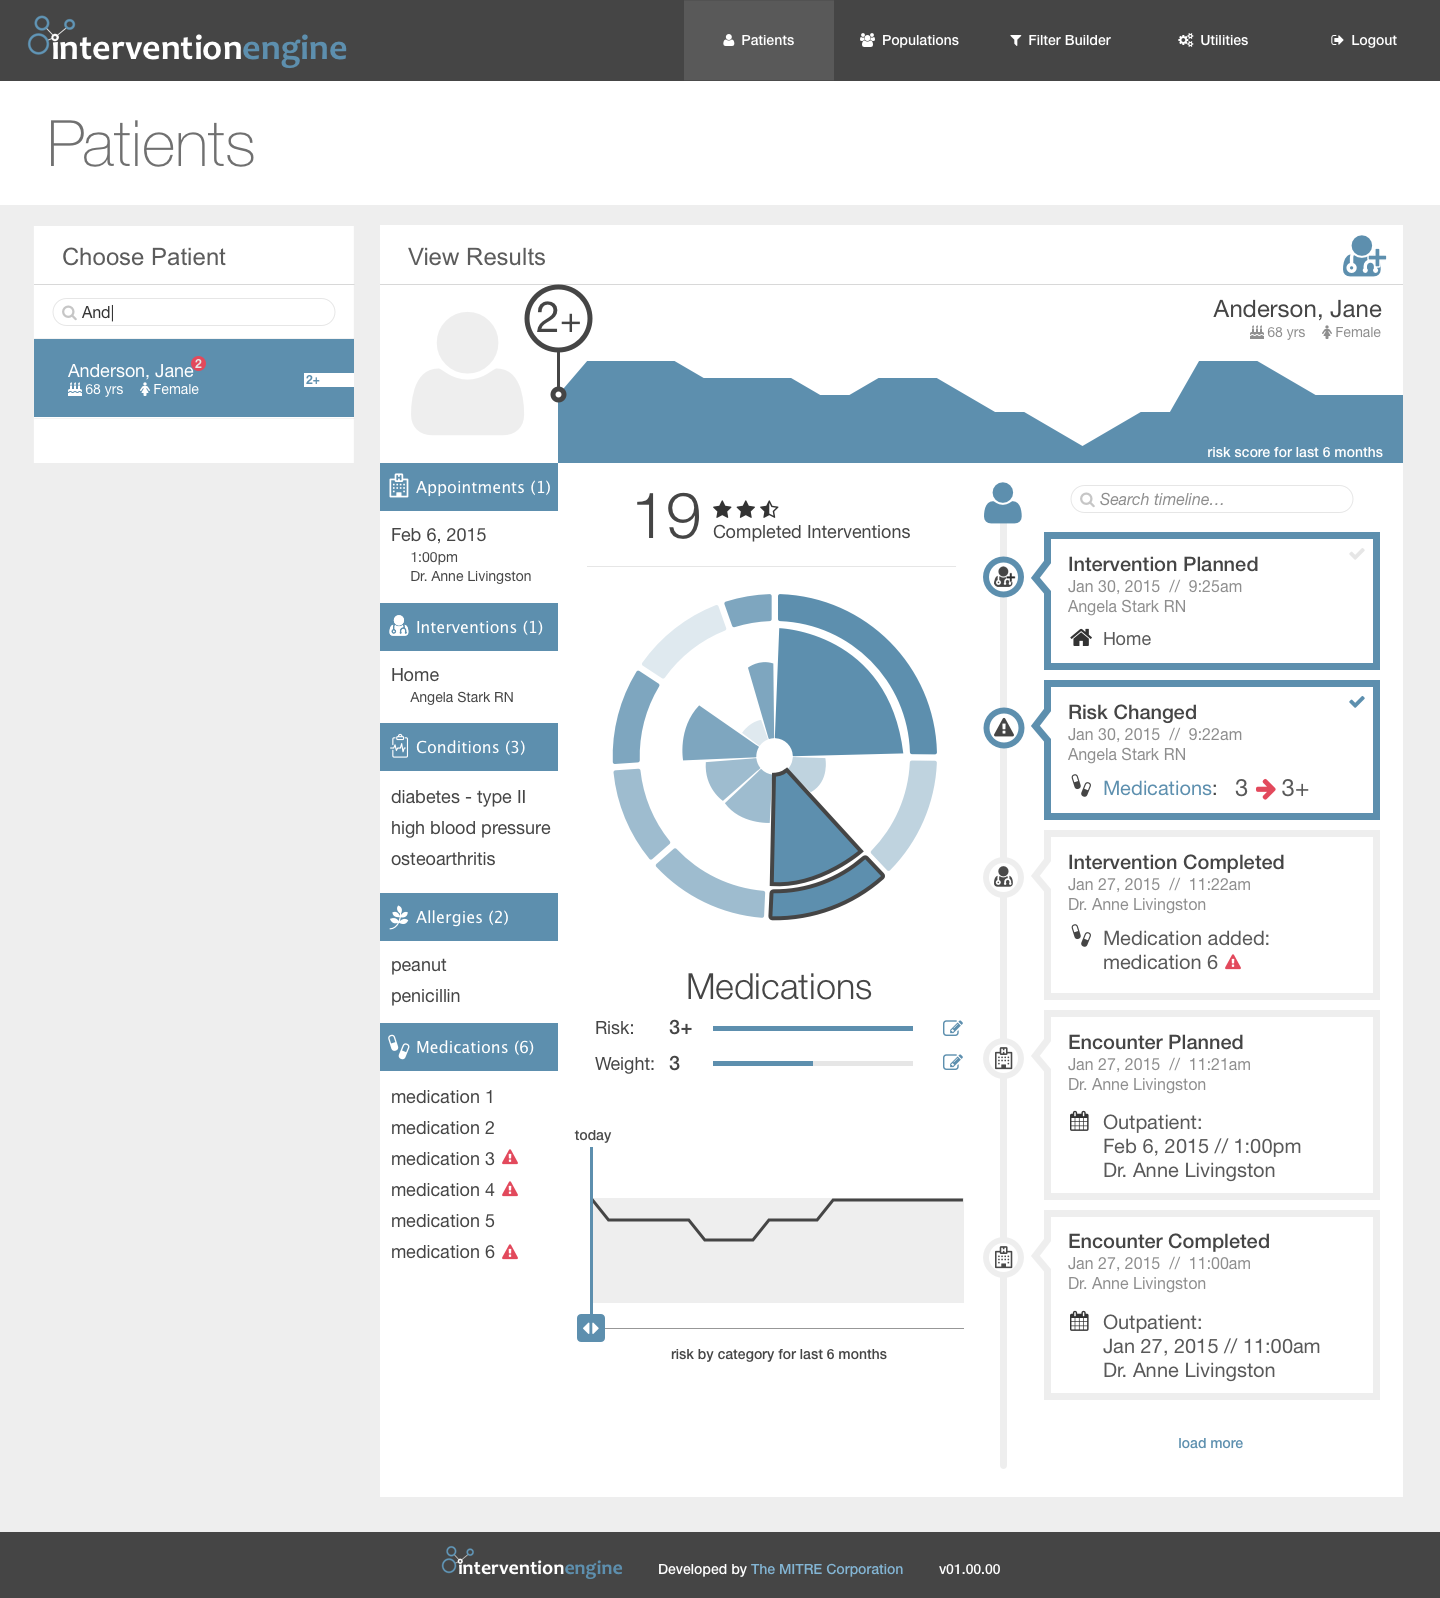 interventionengine
Patients
Populations
Filter Builder
Utilities
Logout
Patients
Choose Patient
And
Anderson, Jane 2
68 yrs Female
2+
View Results
2+
Anderson, Jane
68 yrs Female
risk score for last 6 months
Appointments (1)
Feb 6, 2015
1:00pm
Dr. Anne Livingston
Interventions (1)
Home
Angela Stark RN
Conditions (3)
diabetes - type II
high blood pressure
osteoarthritis
Allergies (2)
peanut
penicillin
Medications (6)
medication 1
medication 2
medication 3
medication 4
medication 5
medication 6
19
Completed Interventions
Medications
Risk: 3+
Weight: 3
today
risk by category for last 6 months
Search timeline...
Intervention Planned
Jan 30, 2015 // 9:25am
Angela Stark RN
Home
Risk Changed
Jan 30, 2015 // 9:22am
Angela Stark RN
Medications: 3 3+
Intervention Completed
Jan 27, 2015 // 11:22am
Dr. Anne Livingston
Medication added:
medication 6
Encounter Planned
Jan 27, 2015 // 11:21am
Dr. Anne Livingston
Outpatient:
Feb 6, 2015 // 1:00pm
Dr. Anne Livingston
Encounter Completed
Jan 27, 2015 // 11:00am
Dr. Anne Livingston
Outpatient:
Jan 27, 2015 // 11:00am
Dr. Anne Livingston
load more
interventionengine
Developed by The MITRE Corporation
v01.00.00